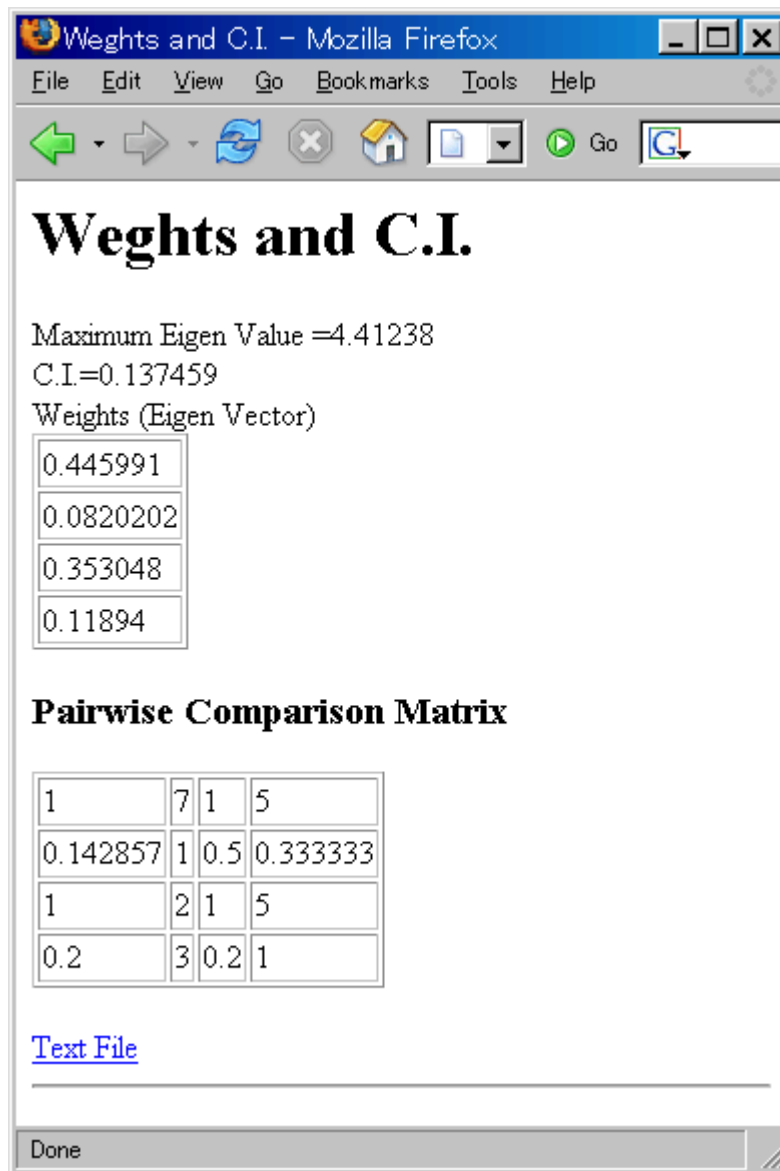 Weghts and C.I. - Mozilla Firefox
File Edit View Go Bookmarks Tools Help
Go G
Weghts and C.I.
Maximum Eigen Value =4.41238
C.I.=0.137459
Weights (Eigen Vector)
0.445991
0.0820202
0.353048
0.11894
Pairwise Comparison Matrix
1 7 1 5
0.142857 1 0.5 0.333333
1 2 1 5
0.2 3 0.2 1
Text File
Done